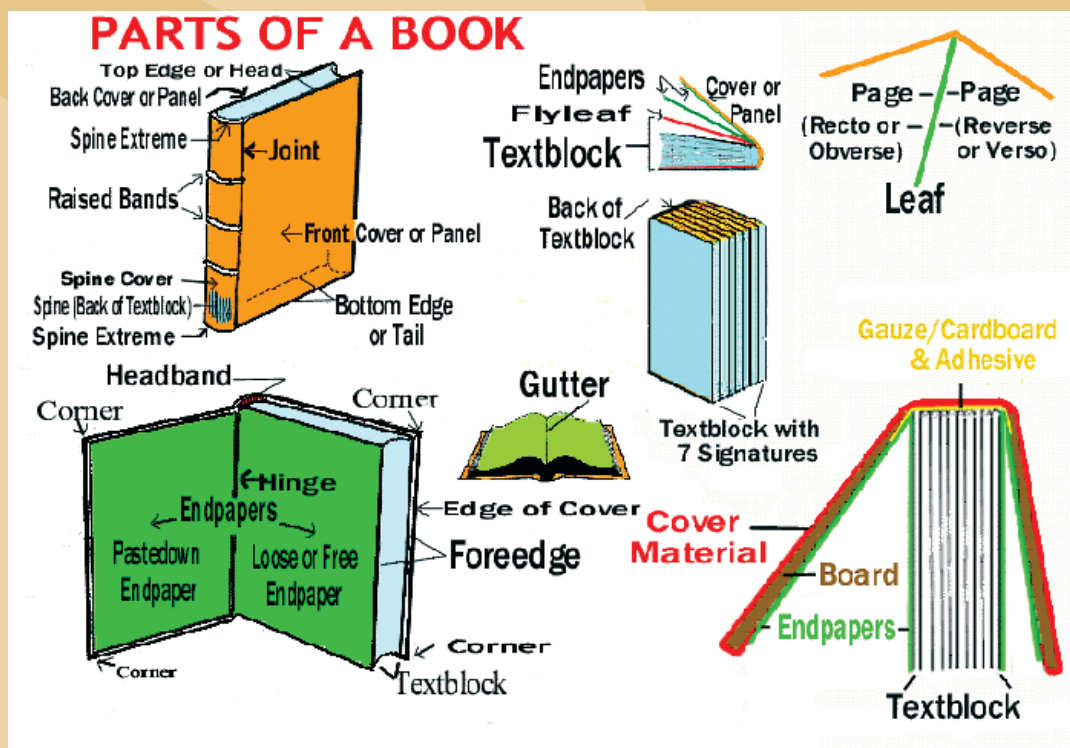 PARTS OF A BOOK
Top Edge or Head
Back Cover or Panel
Spine Extreme
Joint
Raised Bands
Front Cover or Panel
Spine Cover
Spine (Back of Textblock)
Spine Extreme
Bottom Edge
or Tail
Endpapers
Cover or
Panel
Flyleaf
Textblock
Page
Page
(Recto or
Obverse)
(Reverse
or Verso)
Leaf
Back of
Textblock
Textblock with
7 Signatures
Headband
Corner
Corner
Hinge
Endpapers
Pastedown
Endpaper
Loose or Free
Endpaper
Edge of Cover
Foreedge
Corner
Corner
Textblock
Gutter
Gauze/Cardboard
& Adhesive
Cover
Material
Board
Endpapers
Textblock